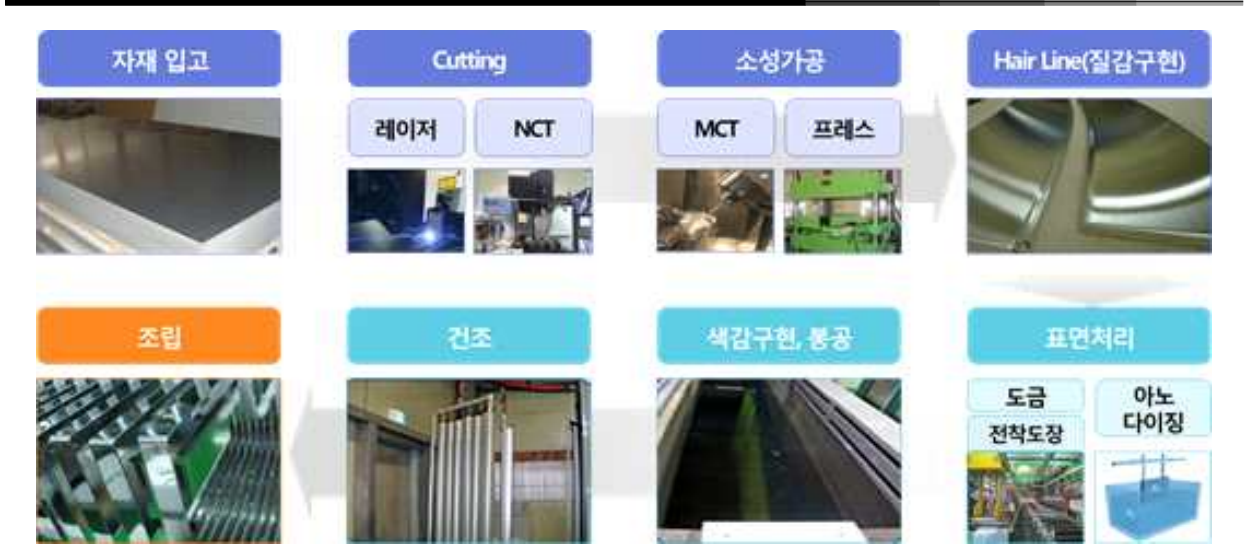 자재 입고
Cutting
소성가공
Hair Line(질감구현)
레이저
NCT
MCT
프레스
조립
건조
색감구현, 봉공
표면처리
도금
전착도장
아노
다이징